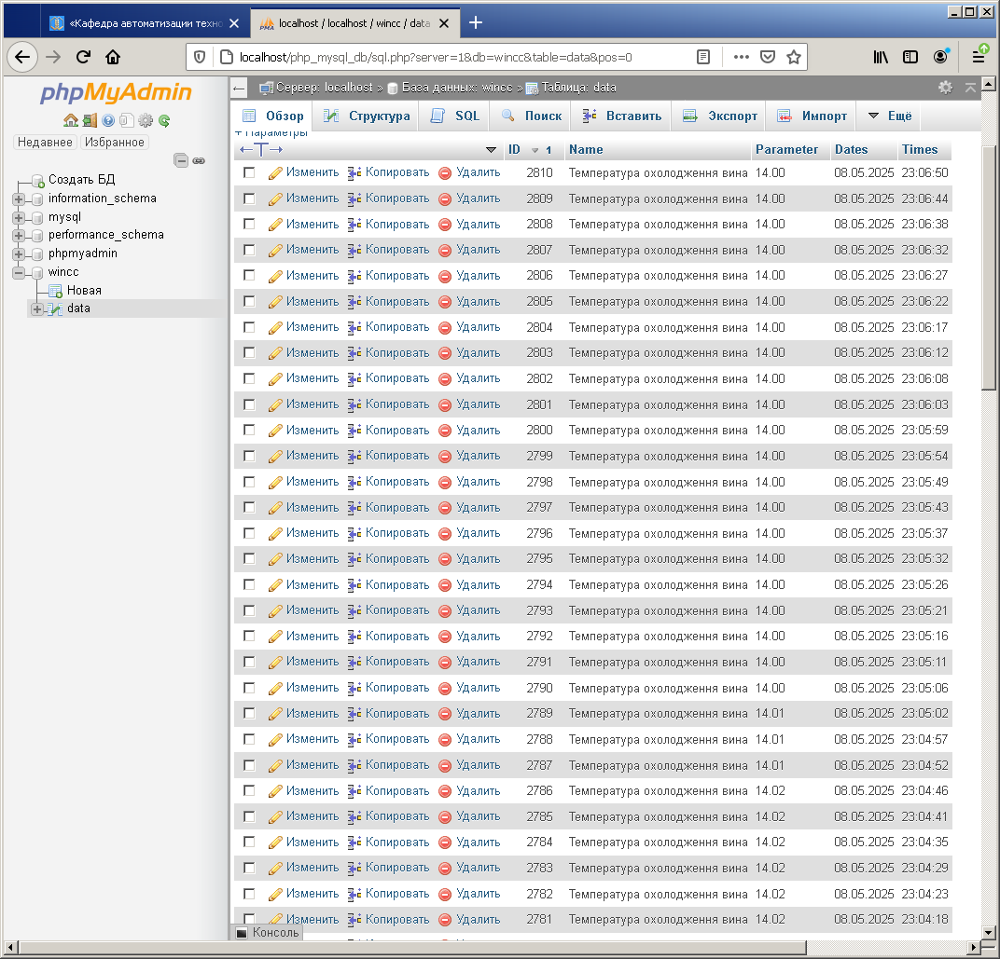 «Кафедра автоматизации техно
localhost / localhost / wincc / data
localhost/php_mysql_db/sql.php?server=1&db=wincc&table=data&pos=0
phpMyAdmin
Недавнее Избранное
Создать БД
information_schema
mysql
performance_schema
phpmyadmin
wincc
Новая
data
Сервер: localhost » База данных: wincc » Таблица: data
Обзор Структура SQL Поиск Вставить Экспорт Импорт Ещё
+ Параметры
←T→ ID 1 Name Parameter Dates Times
Изменить Копировать Удалить 2810 Температура охолодження вина 14.00 08.05.2025 23:06:50
Изменить Копировать Удалить 2809 Температура охолодження вина 14.00 08.05.2025 23:06:44
Изменить Копировать Удалить 2808 Температура охолодження вина 14.00 08.05.2025 23:06:38
Изменить Копировать Удалить 2807 Температура охолодження вина 14.00 08.05.2025 23:06:32
Изменить Копировать Удалить 2806 Температура охолодження вина 14.00 08.05.2025 23:06:27
Изменить Копировать Удалить 2805 Температура охолодження вина 14.00 08.05.2025 23:06:22
Изменить Копировать Удалить 2804 Температура охолодження вина 14.00 08.05.2025 23:06:17
Изменить Копировать Удалить 2803 Температура охолодження вина 14.00 08.05.2025 23:06:12
Изменить Копировать Удалить 2802 Температура охолодження вина 14.00 08.05.2025 23:06:08
Изменить Копировать Удалить 2801 Температура охолодження вина 14.00 08.05.2025 23:06:03
Изменить Копировать Удалить 2800 Температура охолодження вина 14.00 08.05.2025 23:05:59
Изменить Копировать Удалить 2799 Температура охолодження вина 14.00 08.05.2025 23:05:54
Изменить Копировать Удалить 2798 Температура охолодження вина 14.00 08.05.2025 23:05:49
Изменить Копировать Удалить 2797 Температура охолодження вина 14.00 08.05.2025 23:05:43
Изменить Копировать Удалить 2796 Температура охолодження вина 14.00 08.05.2025 23:05:37
Изменить Копировать Удалить 2795 Температура охолодження вина 14.00 08.05.2025 23:05:32
Изменить Копировать Удалить 2794 Температура охолодження вина 14.00 08.05.2025 23:05:26
Изменить Копировать Удалить 2793 Температура охолодження вина 14.00 08.05.2025 23:05:21
Изменить Копировать Удалить 2792 Температура охолодження вина 14.00 08.05.2025 23:05:16
Изменить Копировать Удалить 2791 Температура охолодження вина 14.00 08.05.2025 23:05:11
Изменить Копировать Удалить 2790 Температура охолодження вина 14.00 08.05.2025 23:05:06
Изменить Копировать Удалить 2789 Температура охолодження вина 14.01 08.05.2025 23:05:02
Изменить Копировать Удалить 2788 Температура охолодження вина 14.01 08.05.2025 23:04:57
Изменить Копировать Удалить 2787 Температура охолодження вина 14.01 08.05.2025 23:04:52
Изменить Копировать Удалить 2786 Температура охолодження вина 14.02 08.05.2025 23:04:46
Изменить Копировать Удалить 2785 Температура охолодження вина 14.02 08.05.2025 23:04:41
Изменить Копировать Удалить 2784 Температура охолодження вина 14.02 08.05.2025 23:04:35
Изменить Копировать Удалить 2783 Температура охолодження вина 14.02 08.05.2025 23:04:29
Изменить Копировать Удалить 2782 Температура охолодження вина 14.02 08.05.2025 23:04:23
Изменить Копировать Удалить 2781 Температура охолодження вина 14.02 08.05.2025 23:04:18
Консоль